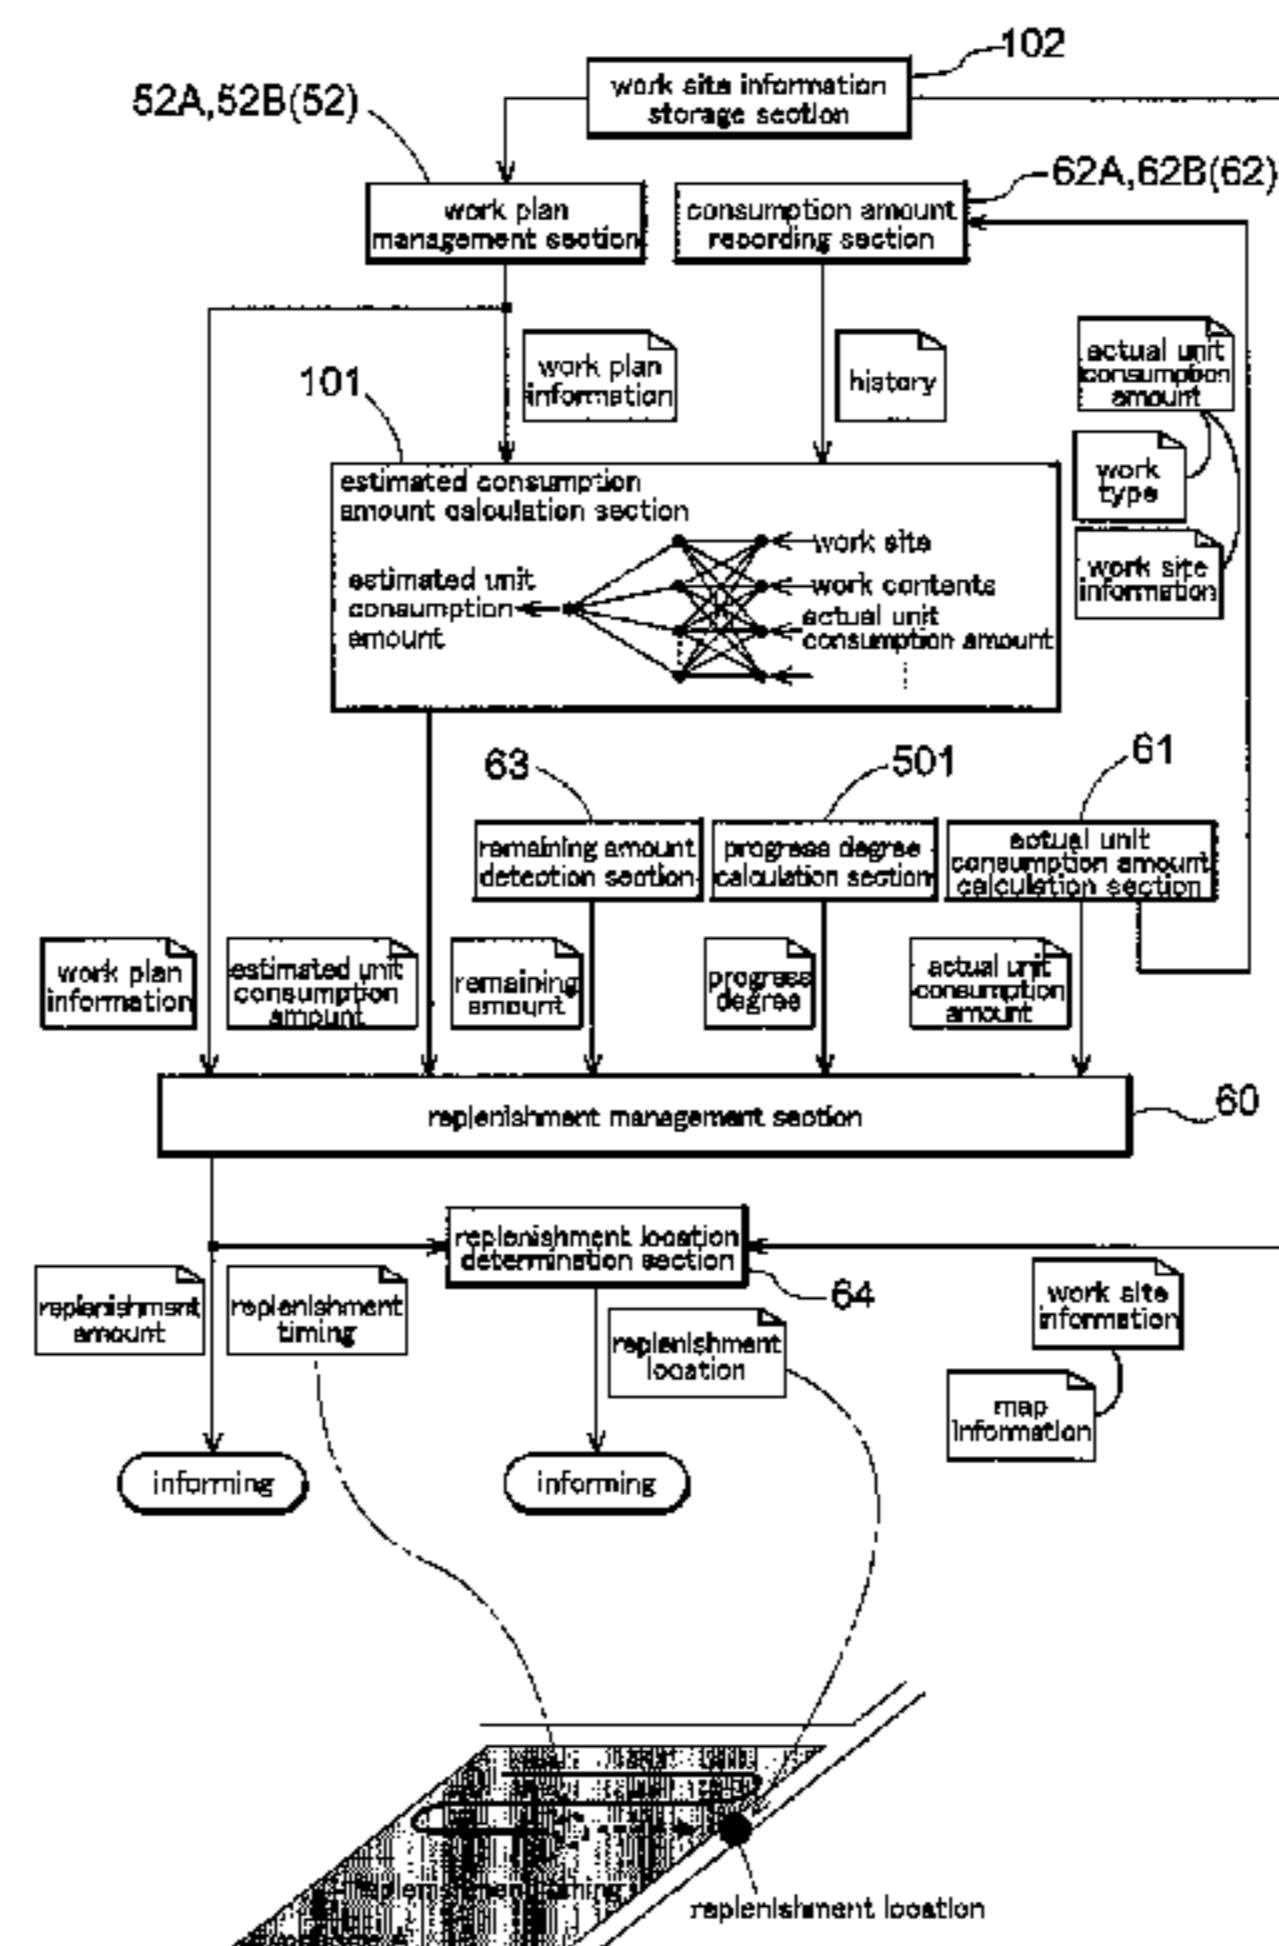 102
work site information
storage section
52A,52B(52)
62A,62B(62)
work plan
management section
consumption amount
recording section
work plan
information
history
actual unit
consumption
amount
101
work
type
estimated consumption
amount calculation section
work site
work site
information
estimated unit
consumption
amount
work contents
actual unit
consumption amount
63
501
61
remaining amount
detection section
progress degree
calculation section
actual unit
consumption amount
calculation section
work plan
information
estimated unit
consumption
amount
remaining
amount
progress
degree
actual unit
consumption
amount
replenishment management section
60
replenishment location
determination section
64
replenishment
amount
replenishment
timing
replenishment
location
work site
information
map
information
informing
informing
replenishment timing
replenishment location